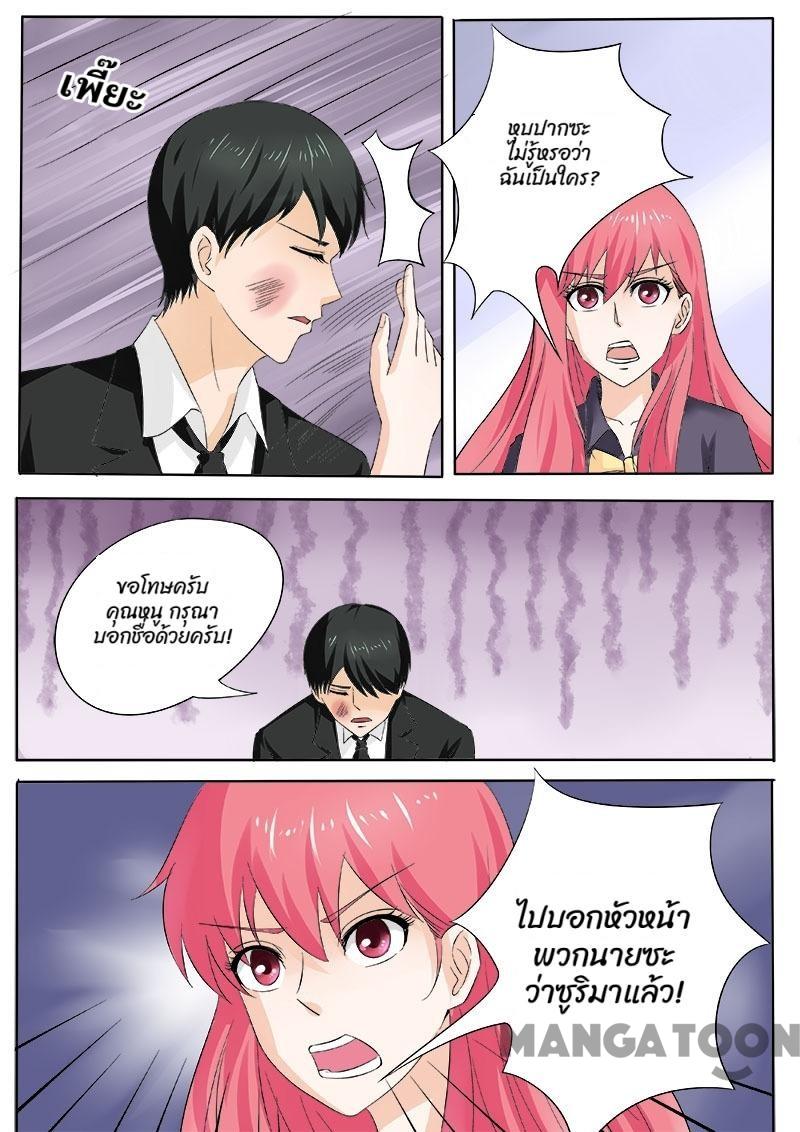 เพี๊ยะ
หุบปากซะ
ไม่รู้หรอว่า
ฉันเป็นใคร?
ขอโทษครับ
คุณหนู กรุณา
บอกชื่อด้วยครับ!
ไปบอกหัวหน้า
พวกนายซะ
ว่าซูริมาแล้ว!
MANGATOON